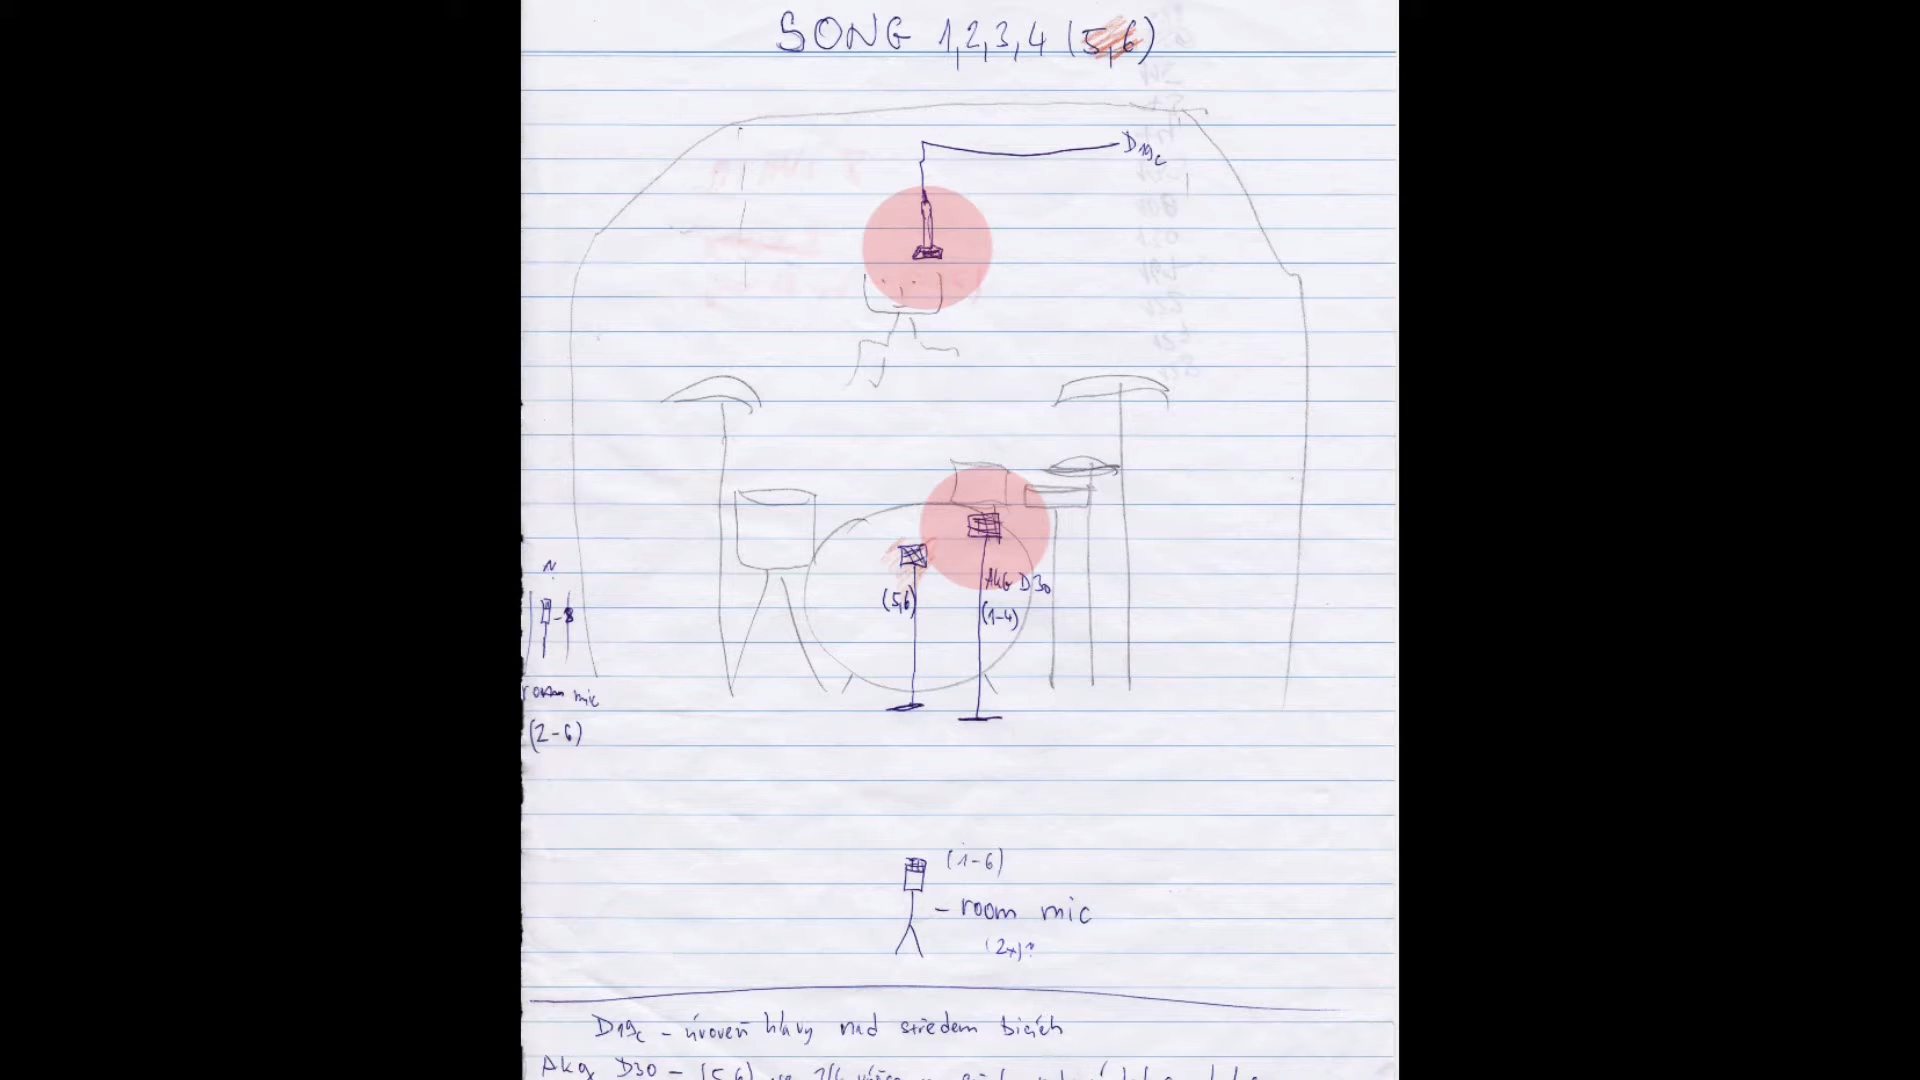 SONG 1,2,3,4 (5,6)
D19c
AKG D30
(5,6)
(1-4)
N
room mic
(2-6)
(1-6)
- room mic
(2x)?
D19c - úroveň hlavy nad středem bicích
Akg D30 - (5,6)